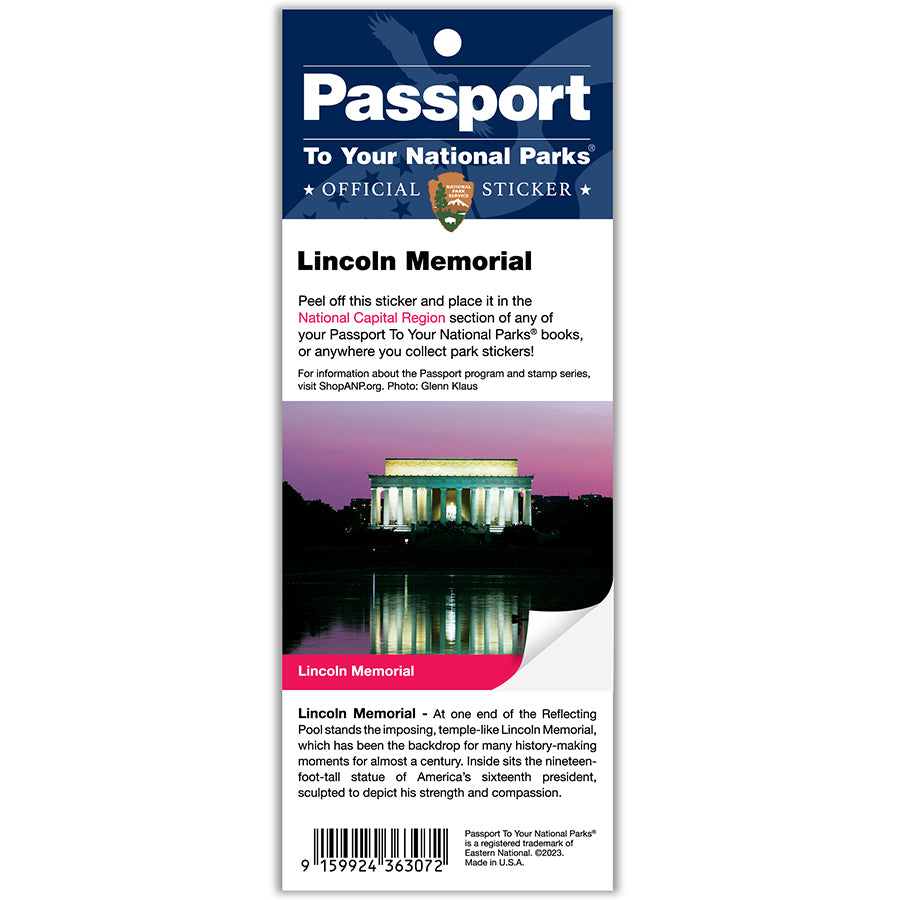 Passport
To Your National Parks®
★ OFFICIAL STICKER ★
NATIONAL
PARK
SERVICE
Lincoln Memorial
Peel off this sticker and place it in the
National Capital Region section of any of
your Passport To Your National Parks® books,
or anywhere you collect park stickers!
For information about the Passport program and stamp series,
visit ShopANP.org. Photo: Glenn Klaus
Lincoln Memorial
Lincoln Memorial - At one end of the Reflecting
Pool stands the imposing, temple-like Lincoln Memorial,
which has been the backdrop for many history-making
moments for almost a century. Inside sits the nineteen-
foot-tall statue of America's sixteenth president,
sculpted to depict his strength and compassion.
9 159924 363072
Passport To Your National Parks®
is a registered trademark of
Eastern National. ©2023.
Made in U.S.A.